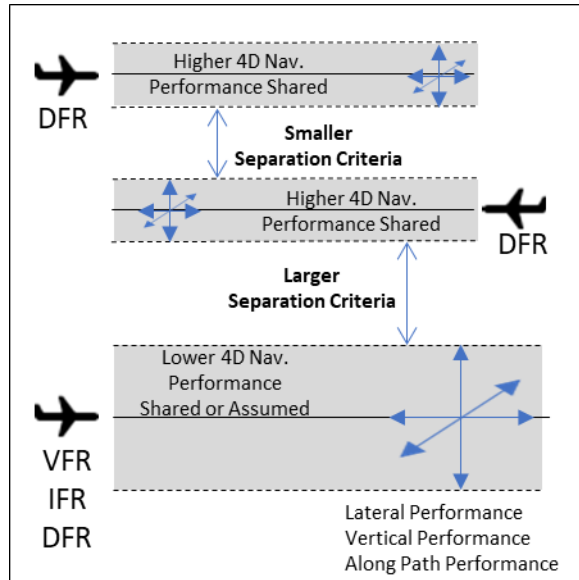 Higher 4D Nav.
Performance Shared
DFR
Smaller
Separation Criteria
Higher 4D Nav.
Performance Shared
DFR
Larger
Separation Criteria
Lower 4D Nav.
Performance
Shared or Assumed
VFR
IFR
DFR
Lateral Performance
Vertical Performance
Along Path Performance